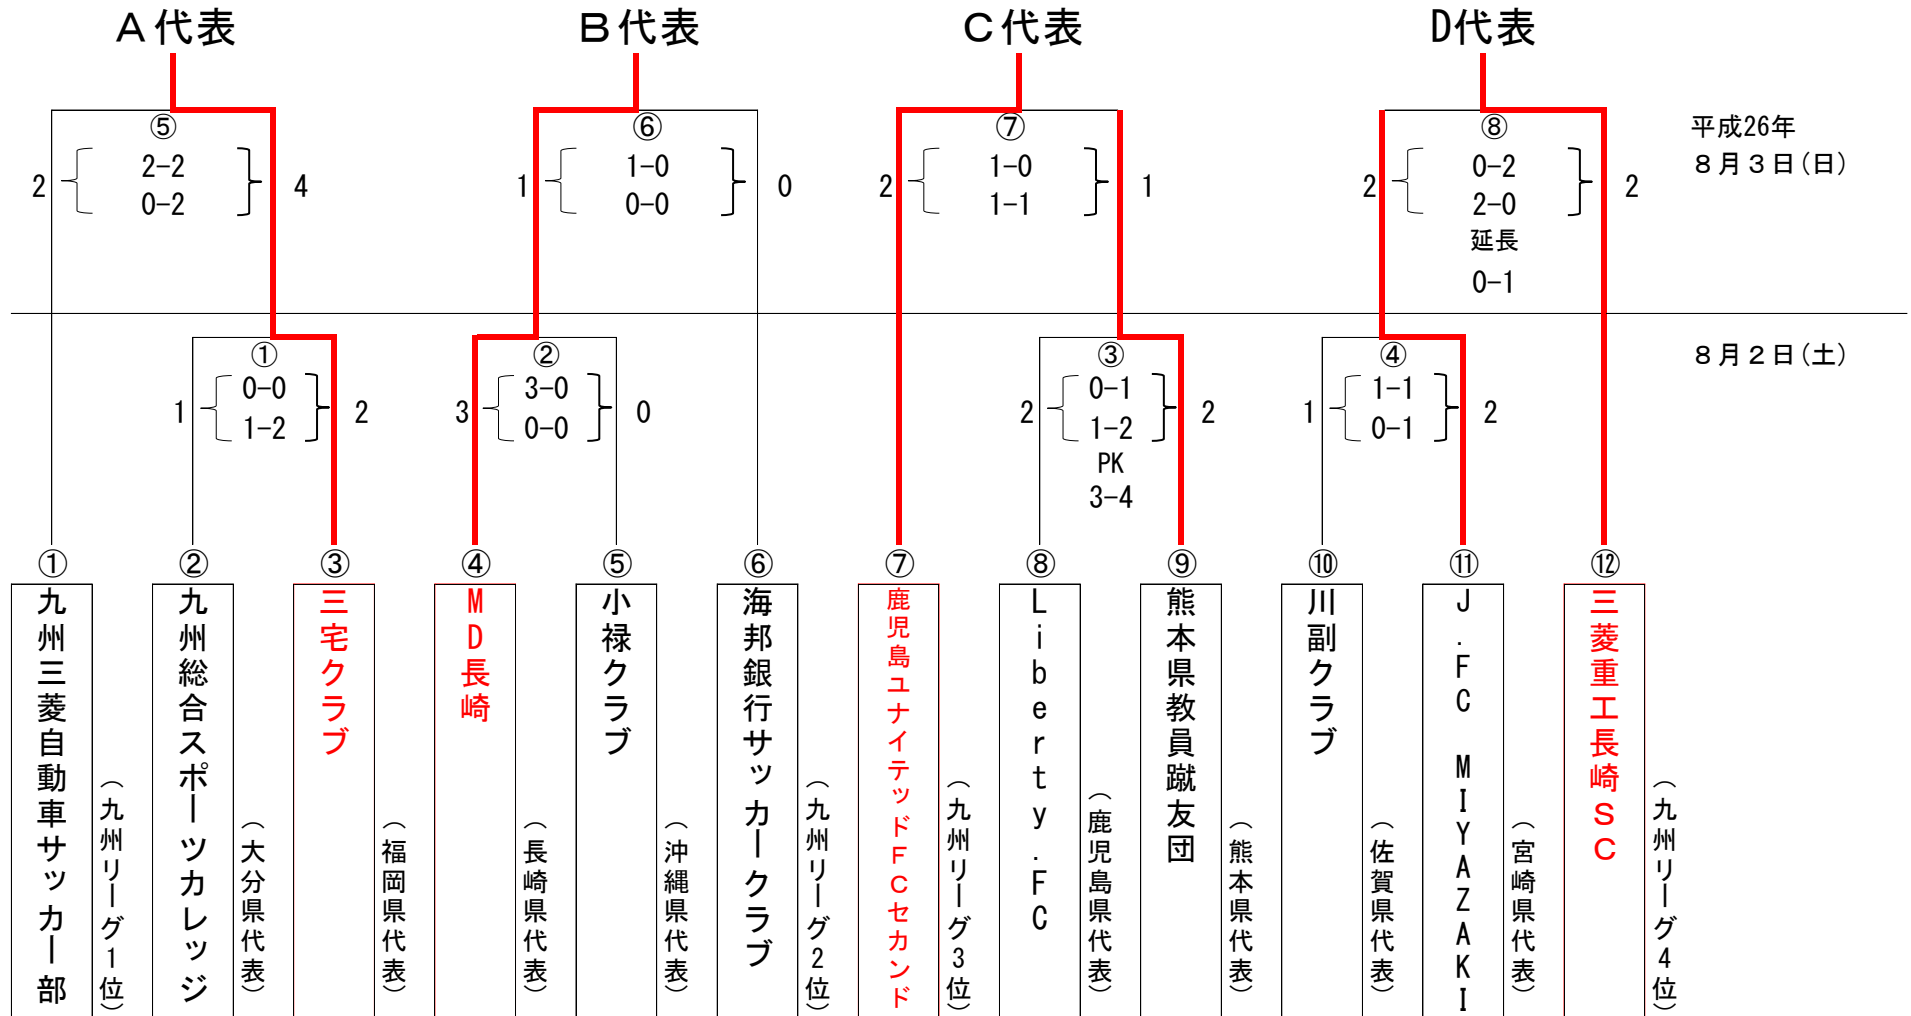 A代表
B代表
C代表
D代表
平成26年
8月3日(日)
⑤
2
2-2
0-2
4
⑥
1
1-0
0-0
0
⑦
2
1-0
1-1
1
⑧
2
0-2
2-0
延長
0-1
2
8月2日(土)
①
1
0-0
1-2
2
②
3
3-0
0-0
0
③
2
0-1
1-2
PK
3-4
2
④
1
1-1
0-1
2
①
九州三菱自動車サッカー部
(九州リーグ1位)
②
九州総合スポーツカレッジ
(大分県代表)
③
三宅クラブ
(福岡県代表)
④
MD長崎
(長崎県代表)
⑤
小禄クラブ
(沖縄県代表)
⑥
海邦銀行サッカークラブ
(九州リーグ2位)
⑦
鹿児島ユナイテッドFCセカンド
(九州リーグ3位)
⑧
Liberty.FC
(鹿児島県代表)
⑨
熊本県教員蹴友団
(熊本県代表)
⑩
川副クラブ
(佐賀県代表)
⑪
J.FC MIYAZAKI
(宮崎県代表)
⑫
三菱重工長崎SC
(九州リーグ4位)